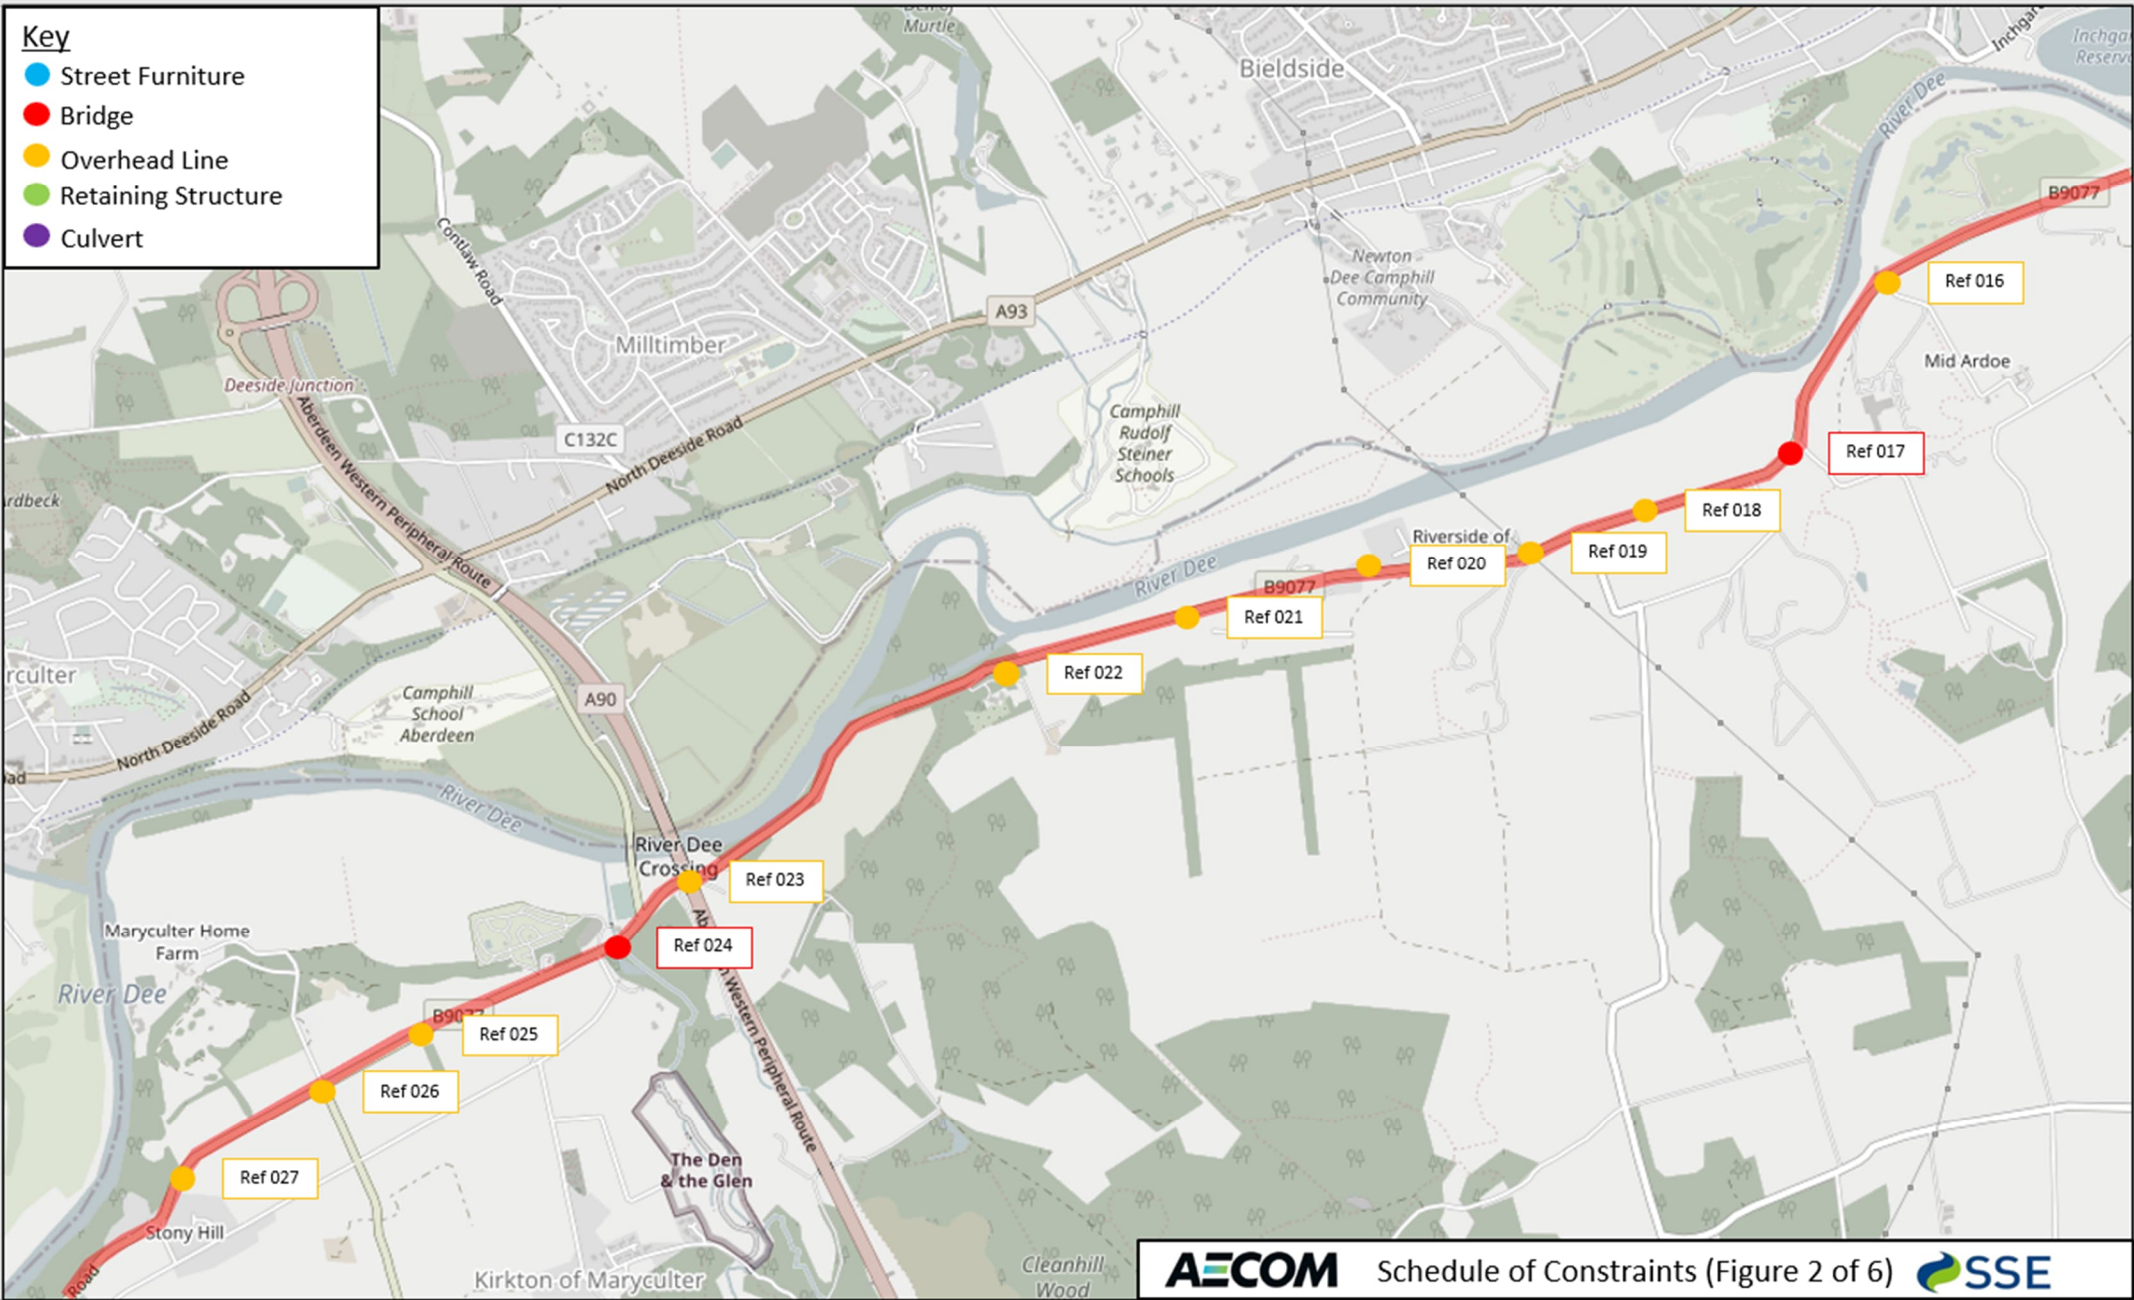 Key
Street Furniture
Bridge
Overhead Line
Retaining Structure
Culvert
Murtle
Bieldside
River Dee
B9077
Contlaw Road
Newton
Dee Camphill
Community
Ref 016
A93
Milltimber
Mid Ardoe
Deeside Junction
Aberdeen Western Peripheral Route
C132C
North Deeside Road
Camphill
Rudolf
Steiner
Schools
Ref 017
Ref 018
Riverside of
Ref 019
Ref 020
River Dee
B9077
Ref 021
Ref 022
A90
Camphill
School
Aberdeen
North Deeside Road
River Dee
River Dee
Crossing
Ref 023
Ref 024
Maryculter Home
Farm
River Dee
B9077
Ref 025
Ref 026
Western Peripheral Route
The Den
& the Glen
Ref 027
Stony Hill
Road
Kirkton of Maryculter
Cleanhill
Wood
AECOM Schedule of Constraints (Figure 2 of 6) SSE